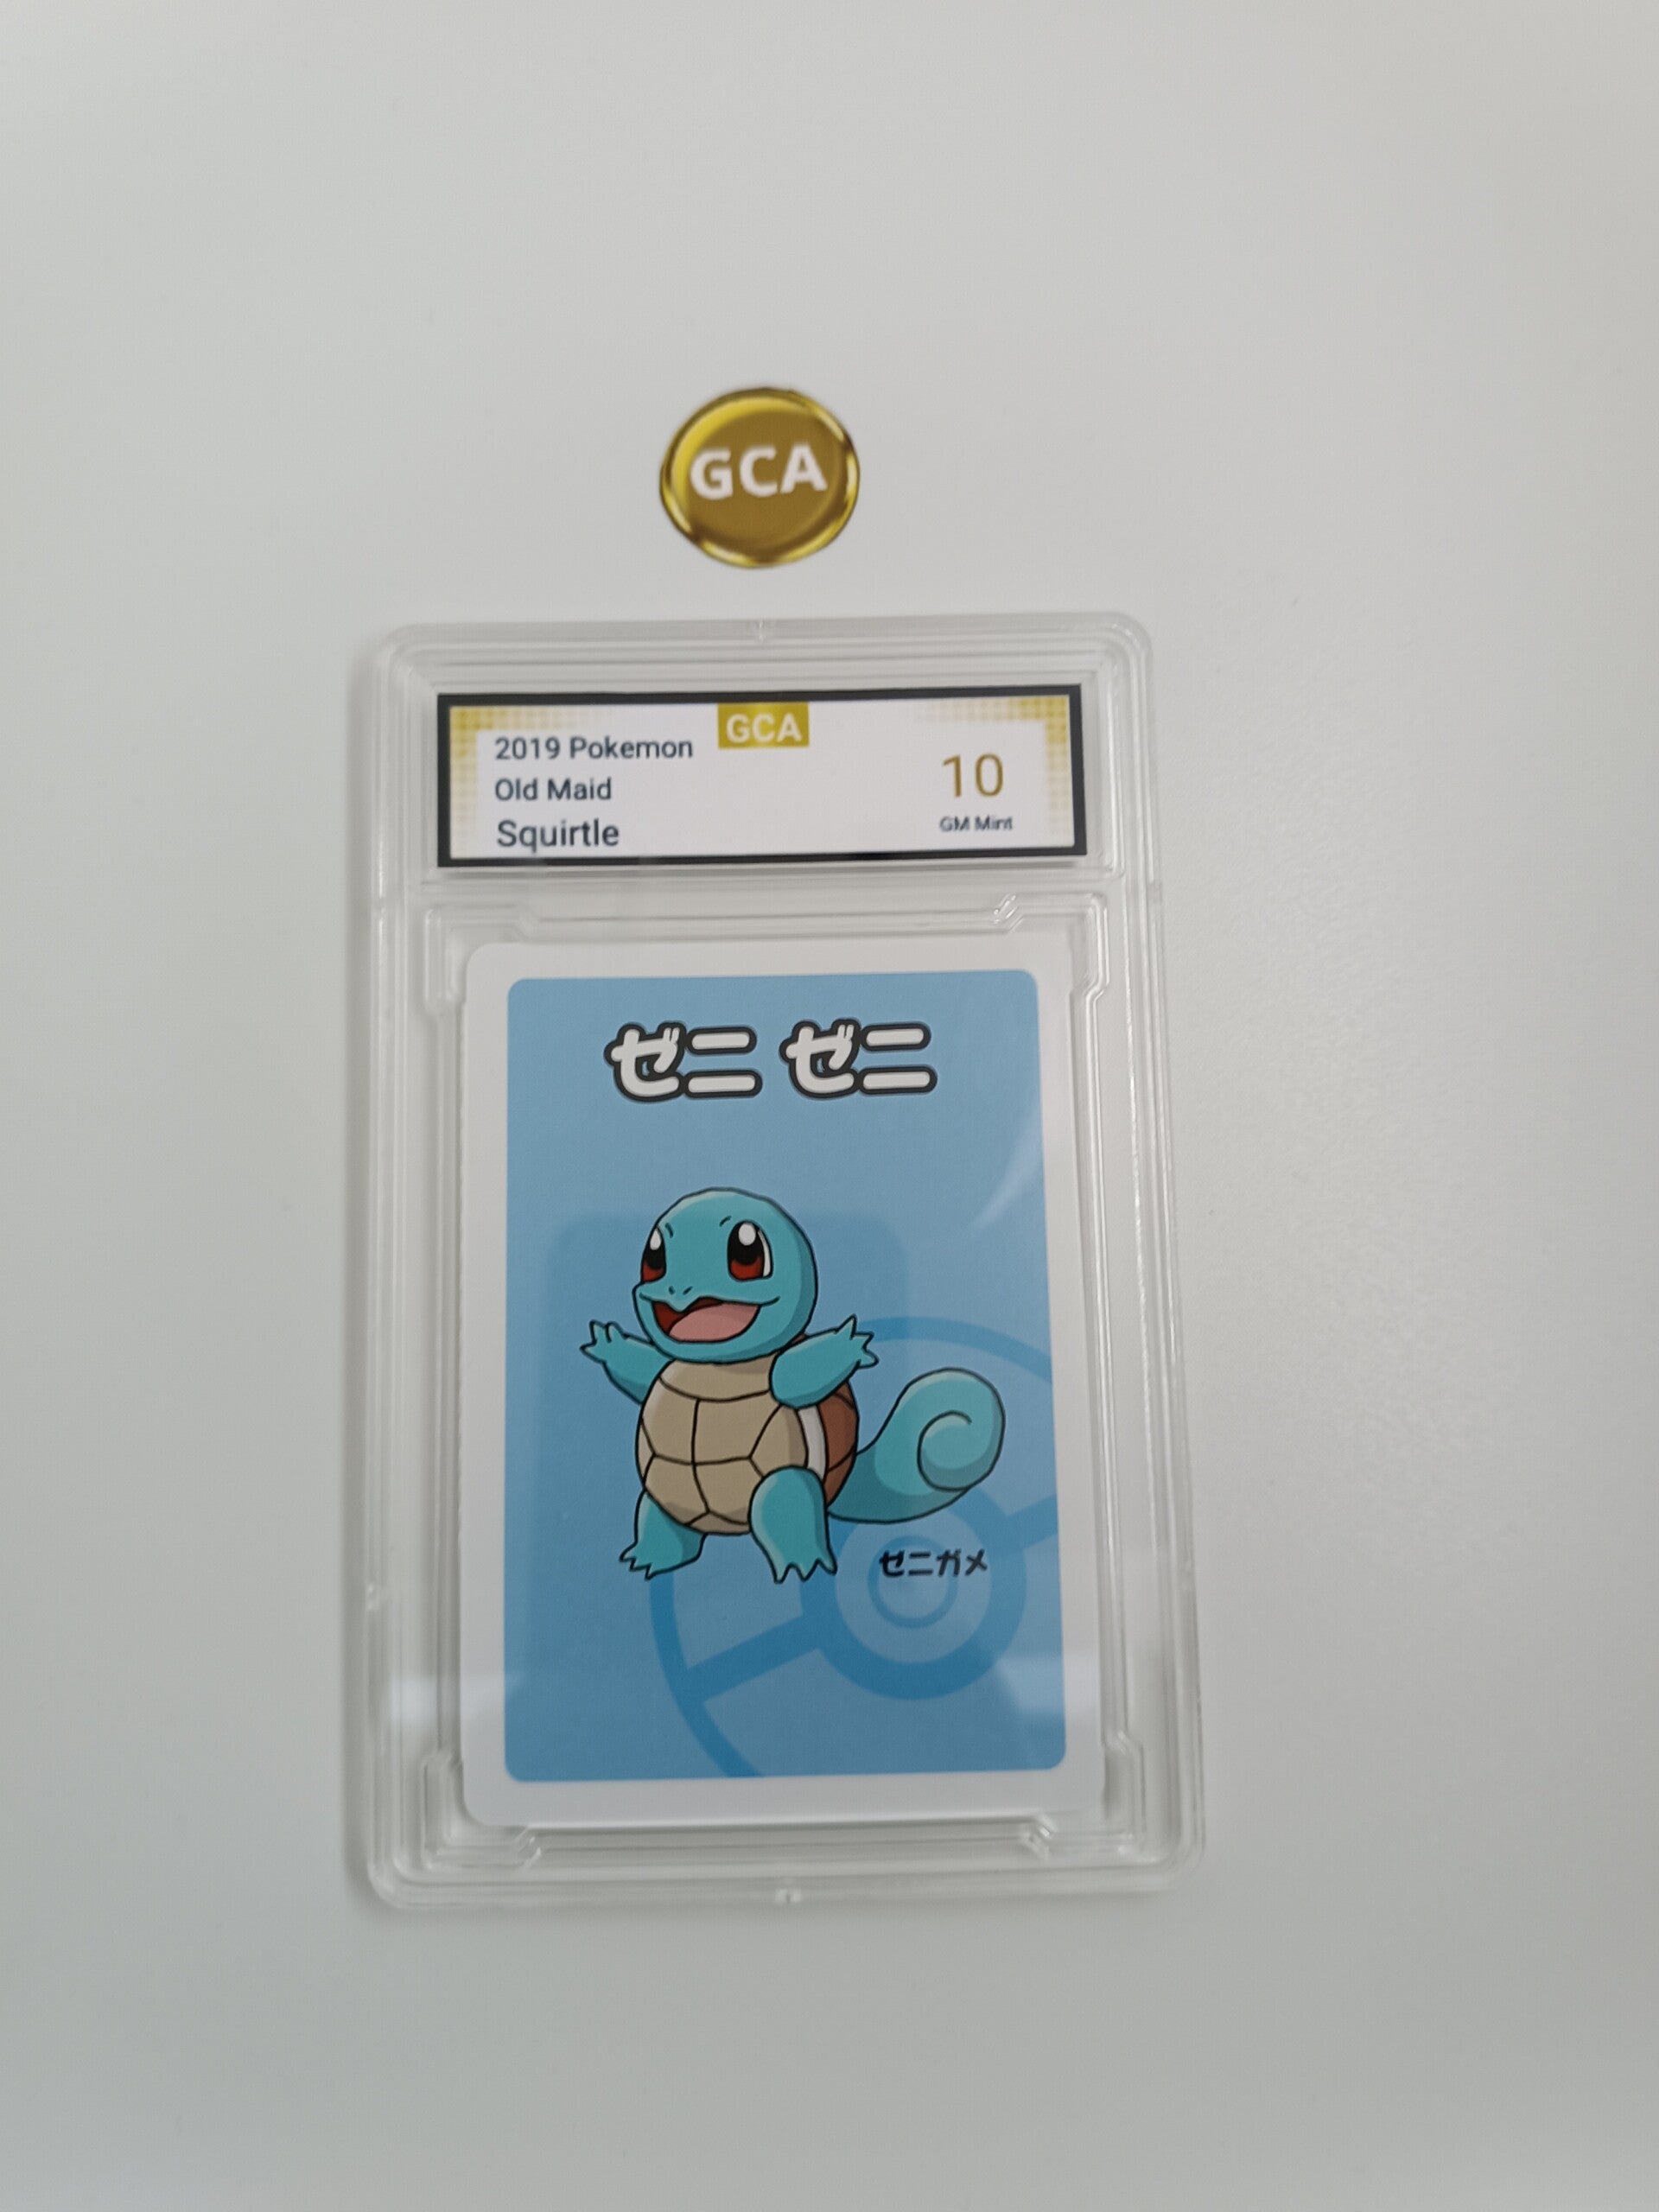 GCA
GCA
2019 Pokemon
Old Maid
Squirtle
10
GM Mint
ゼニ ゼニ
ゼニガメ